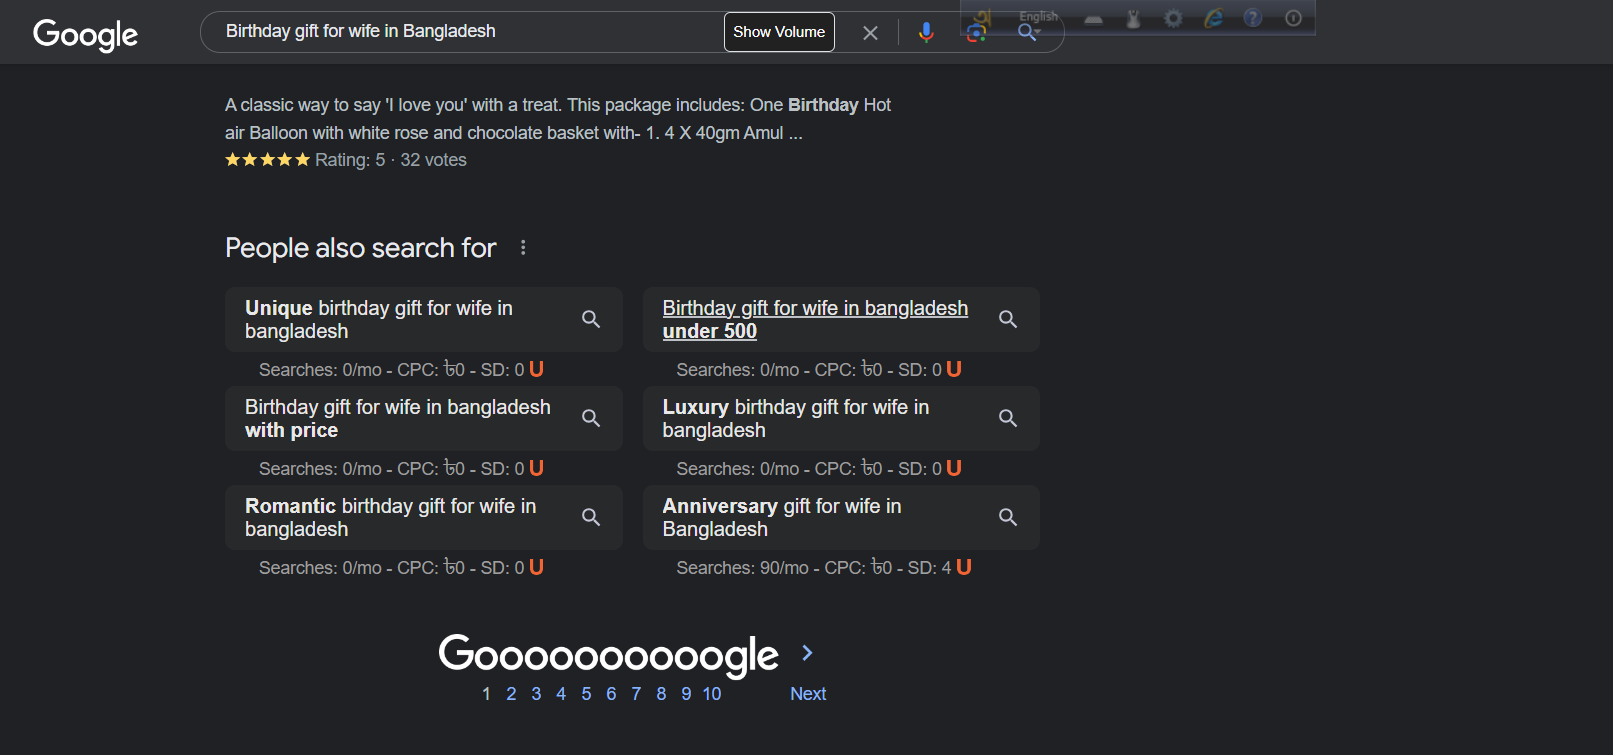 Google
Birthday gift for wife in Bangladesh
Show Volume
English
A classic way to say 'I love you' with a treat. This package includes: One Birthday Hot
air Balloon with white rose and chocolate basket with- 1. 4 X 40gm Amul ...
Rating: 5 · 32 votes
People also search for
Unique birthday gift for wife in
bangladesh
Searches: 0/mo - CPC: ৳0 - SD: 0 U
Birthday gift for wife in bangladesh
under 500
Searches: 0/mo - CPC: ৳0 - SD: 0 U
Birthday gift for wife in bangladesh
with price
Searches: 0/mo - CPC: ৳0 - SD: 0 U
Luxury birthday gift for wife in
bangladesh
Searches: 0/mo - CPC: ৳0 - SD: 0 U
Romantic birthday gift for wife in
bangladesh
Searches: 0/mo - CPC: ৳0 - SD: 0 U
Anniversary gift for wife in
Bangladesh
Searches: 90/mo - CPC: ৳0 - SD: 4 U
Goooooooooogle
1 2 3 4 5 6 7 8 9 10 Next